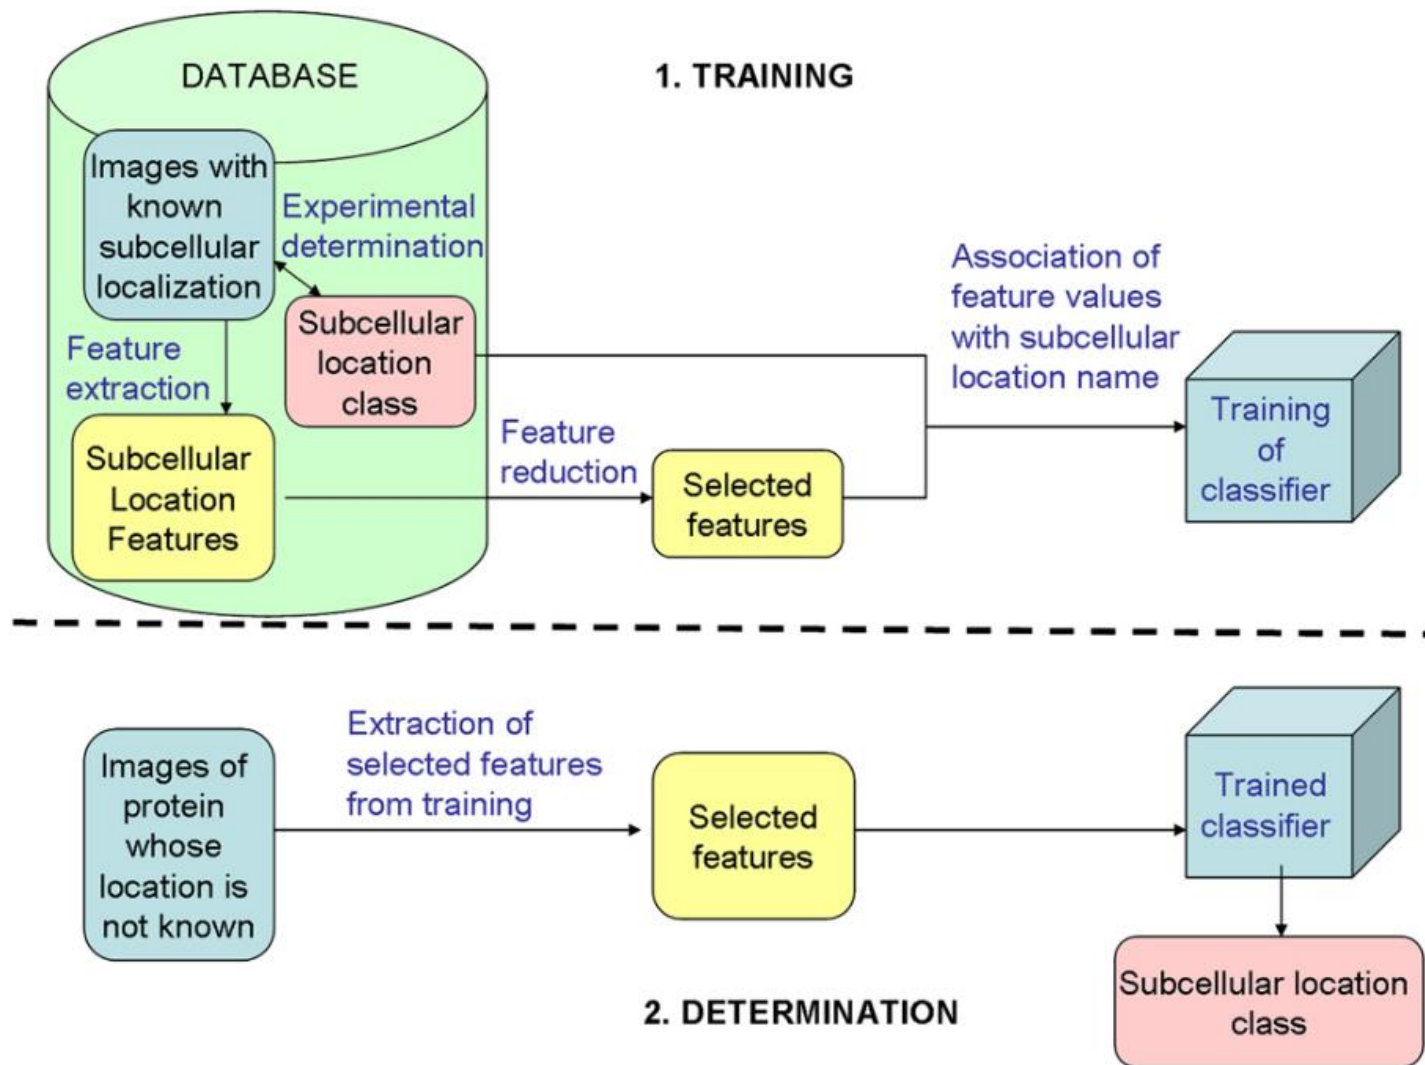 DATABASE
1. TRAINING
Images with
known
subcellular
localization
Experimental
determination
Subcellular
location
class
Feature
extraction
Subcellular
Location
Features
Feature
reduction
Selected
features
Association of
feature values
with subcellular
location name
Training
of
classifier
Images of
protein
whose
location is
not known
Extraction of
selected features
from training
Selected
features
Trained
classifier
Subcellular location
class
2. DETERMINATION